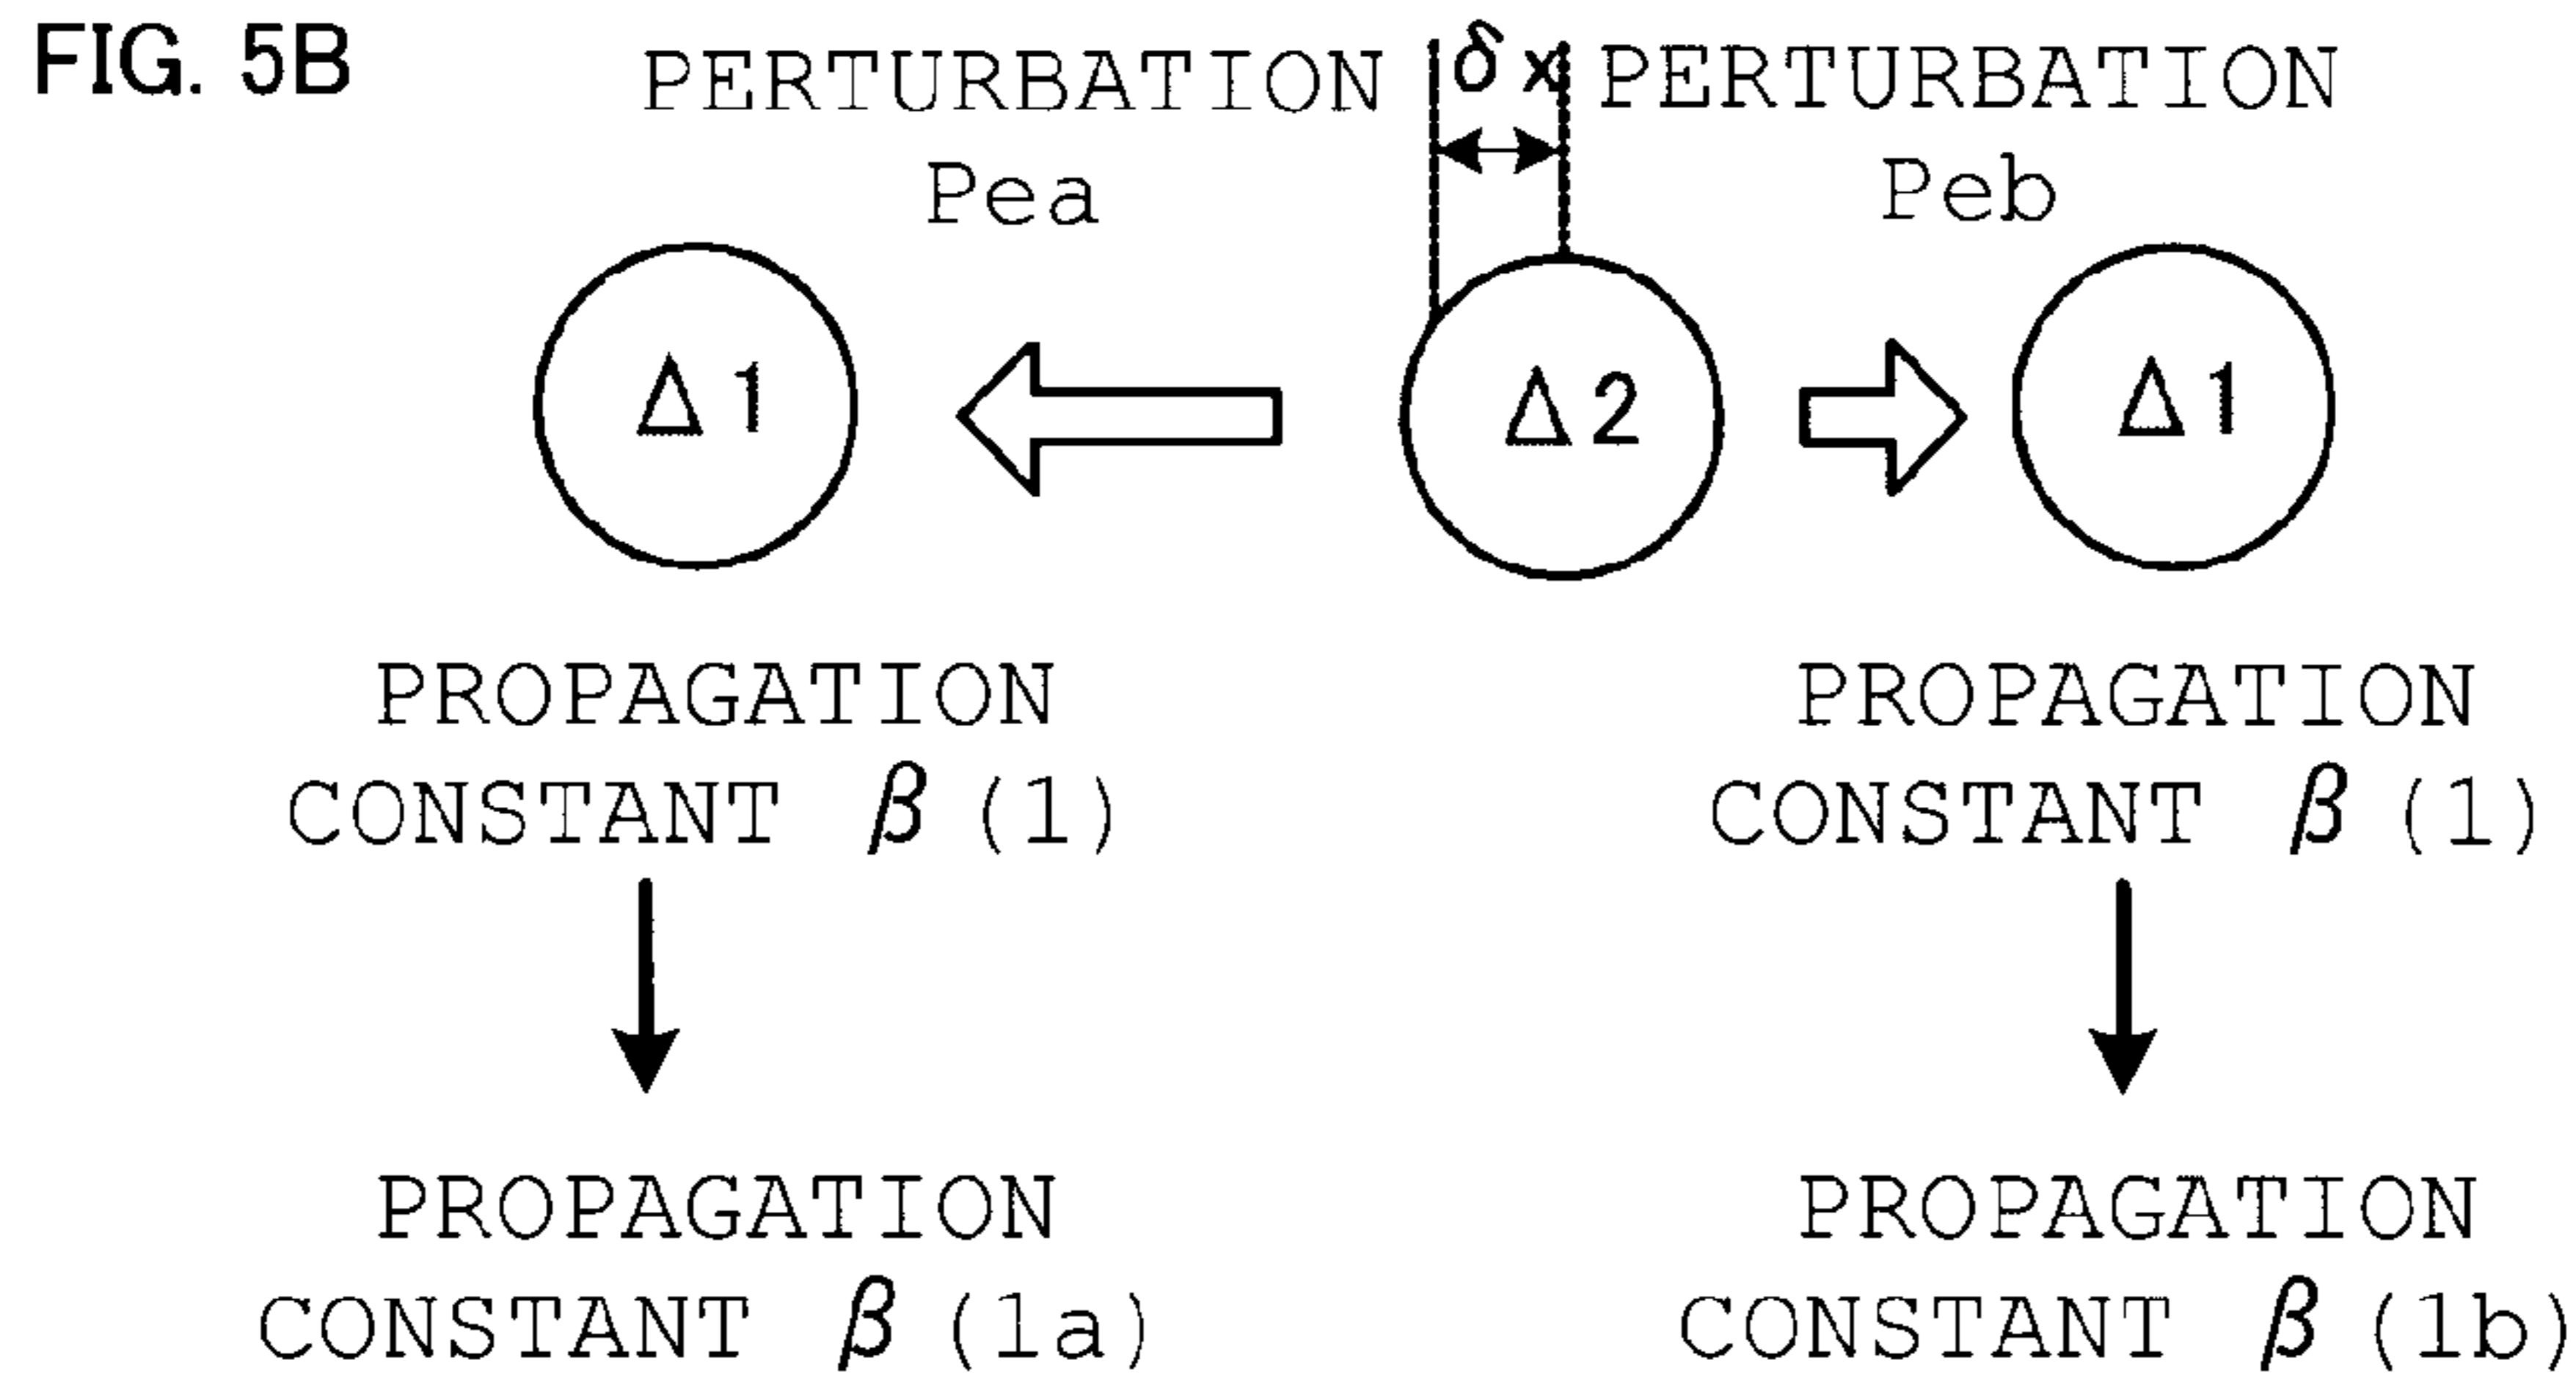 FIG. 5B
PERTURBATION
Pea
δx
PERTURBATION
Peb
Δ1
Δ2
Δ1
PROPAGATION
CONSTANT β (1)
PROPAGATION
CONSTANT β (1)
PROPAGATION
CONSTANT β (1a)
PROPAGATION
CONSTANT β (1b)